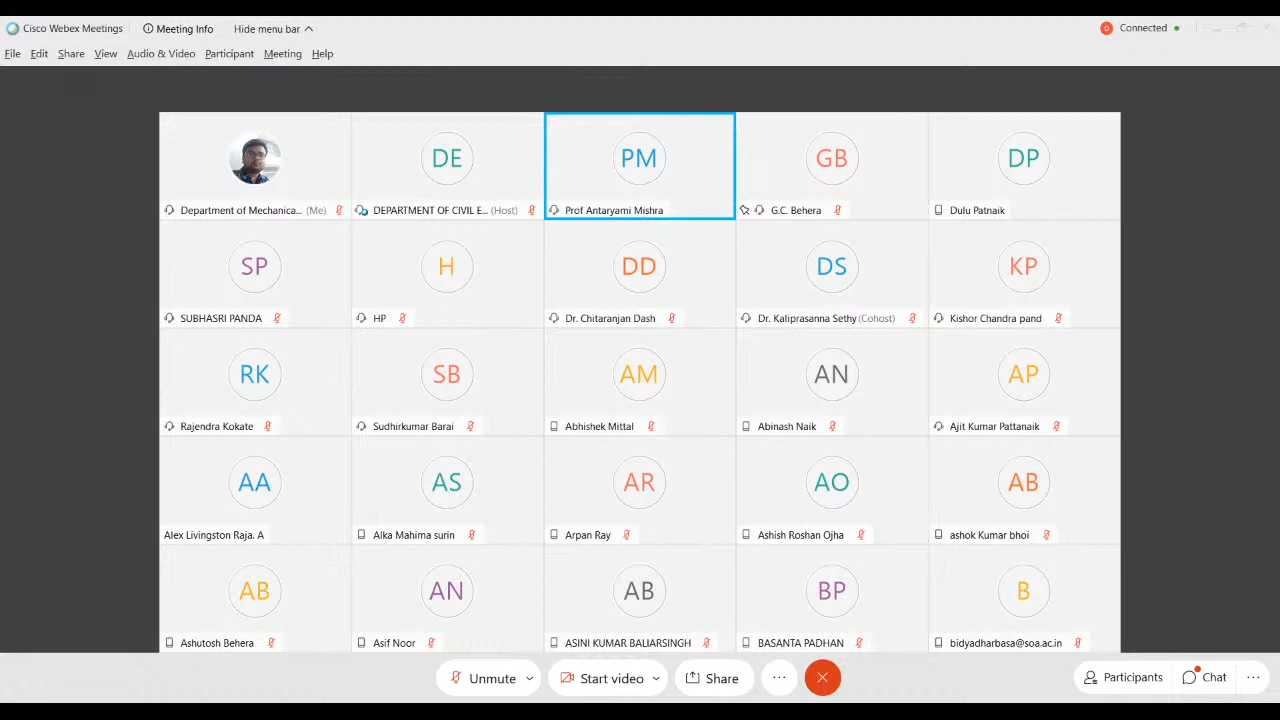 Cisco Webex Meetings Meeting Info Hide menu bar Connected
File Edit Share View Audio & Video Participant Meeting Help
DE PM GB DP
Department of Mechanica... (Me) DEPARTMENT OF CIVIL E... (Host) Prof Antaryami Mishra G.C. Behera Dulu Patnaik
SP H DD DS KP
SUBHASRI PANDA HP Dr. Chitaranjan Dash Dr. Kaliprasanna Sethy (Cohost) Kishor Chandra pand
RK SB AM AN AP
Rajendra Kokate Sudhirkumar Barai Abhishek Mittal Abinash Naik Ajit Kumar Pattanaik
AA AS AR AO AB
Alex Livingston Raja. A Alka Mahima surin Arpan Ray Ashish Roshan Ojha ashok Kumar bhoi
AB AN AB BP B
Ashutosh Behera Asif Noor ASINI KUMAR BALIARSINGH BASANTA PADHAN bidyadharbasa@soa.ac.in
Unmute Start video Share Participants Chat